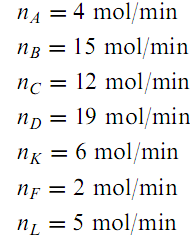 n_A = 4 mol/min
n_B = 15 mol/min
n_C = 12 mol/min
n_D = 19 mol/min
n_K = 6 mol/min
n_F = 2 mol/min
n_L = 5 mol/min